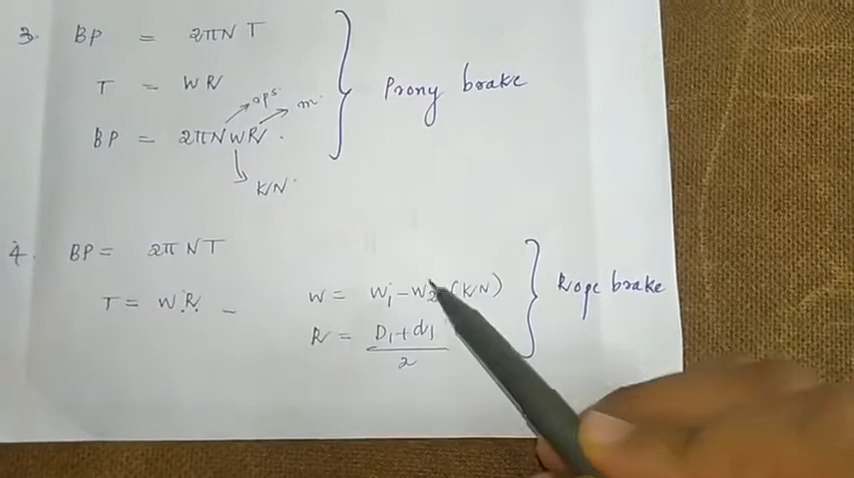 3. BP = 2πNT
T = WR
rps. m.
BP = 2πNWR.
KN.
Prony brake
4. BP = 2πNT
T = WR W = W1 - W2 (KN)
R = D1 + d1
2
Rope brake